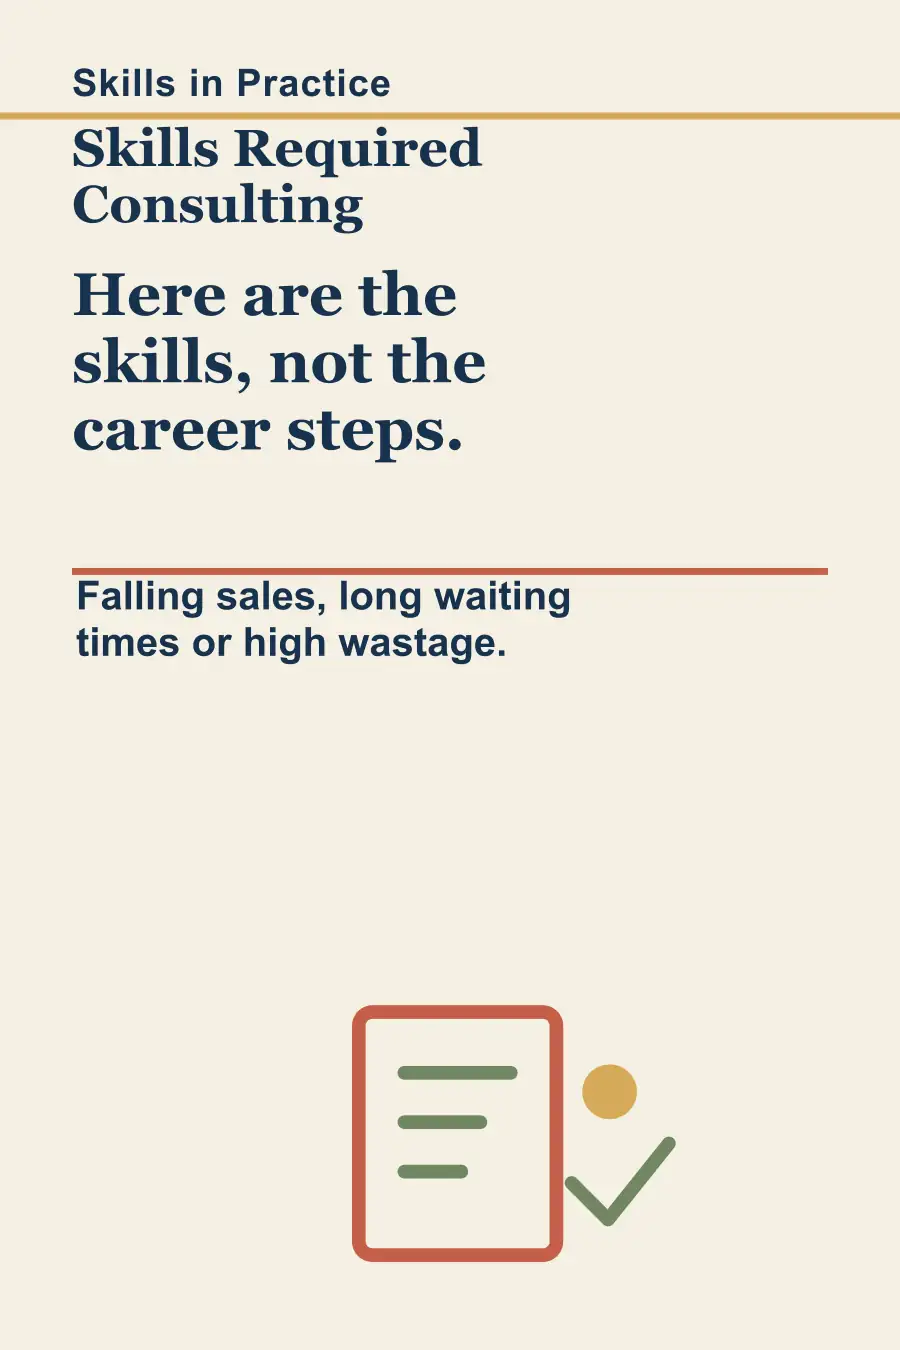 Skills in Practice
Skills Required
Consulting
Here are the
skills, not the
career steps.
Falling sales, long waiting
times or high wastage.